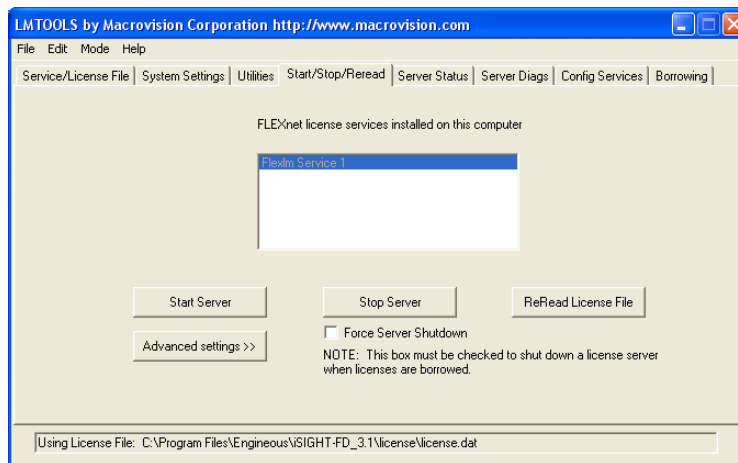 LMTOOLS by Macrovision Corporation http://www.macrovision.com
File Edit Mode Help
Service/License File System Settings Utilities Start/Stop/Reread Server Status Server Diags Config Services Borrowing
FLEXnet license services installed on this computer
Flexlm Service 1
Start Server Stop Server ReRead License File
Force Server Shutdown
Advanced settings >>
NOTE: This box must be checked to shut down a license server
when licenses are borrowed.
Using License File: C:\Program Files\Engineous\iSIGHT-FD_3.1\license\license.dat